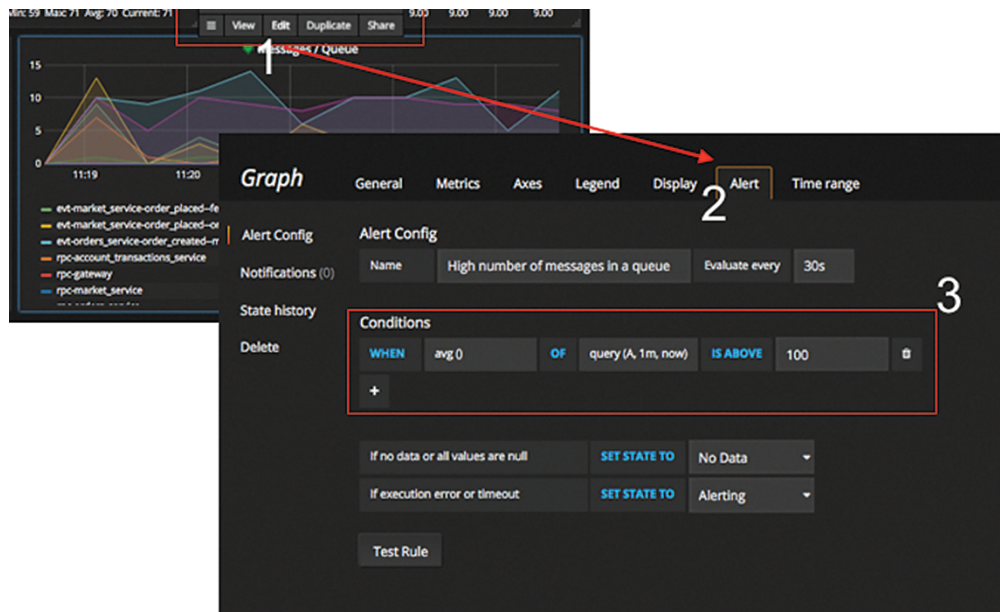 Min: 59 Max: 71 Avg: 70 Current: 71
9.00 9.00 9.00 9.00
View Edit Duplicate Share
1
Messages / Queue
15
10
5
0
11:19 11:20
evt-market_service-order_placed--fe
evt-market_service-order_placed--or
evt-orders_service-order_created--m
rpc-account_transactions_service
rpc-gateway
rpc-market_service
Graph
General Metrics Axes Legend Display Alert Time range
2
Alert Config
Notifications (0)
State history
Delete
Alert Config
Name High number of messages in a queue Evaluate every 30s
3
Conditions
WHEN avg () OF query (A, 1m, now) IS ABOVE 100
+
If no data or all values are null SET STATE TO No Data
If execution error or timeout SET STATE TO Alerting
Test Rule